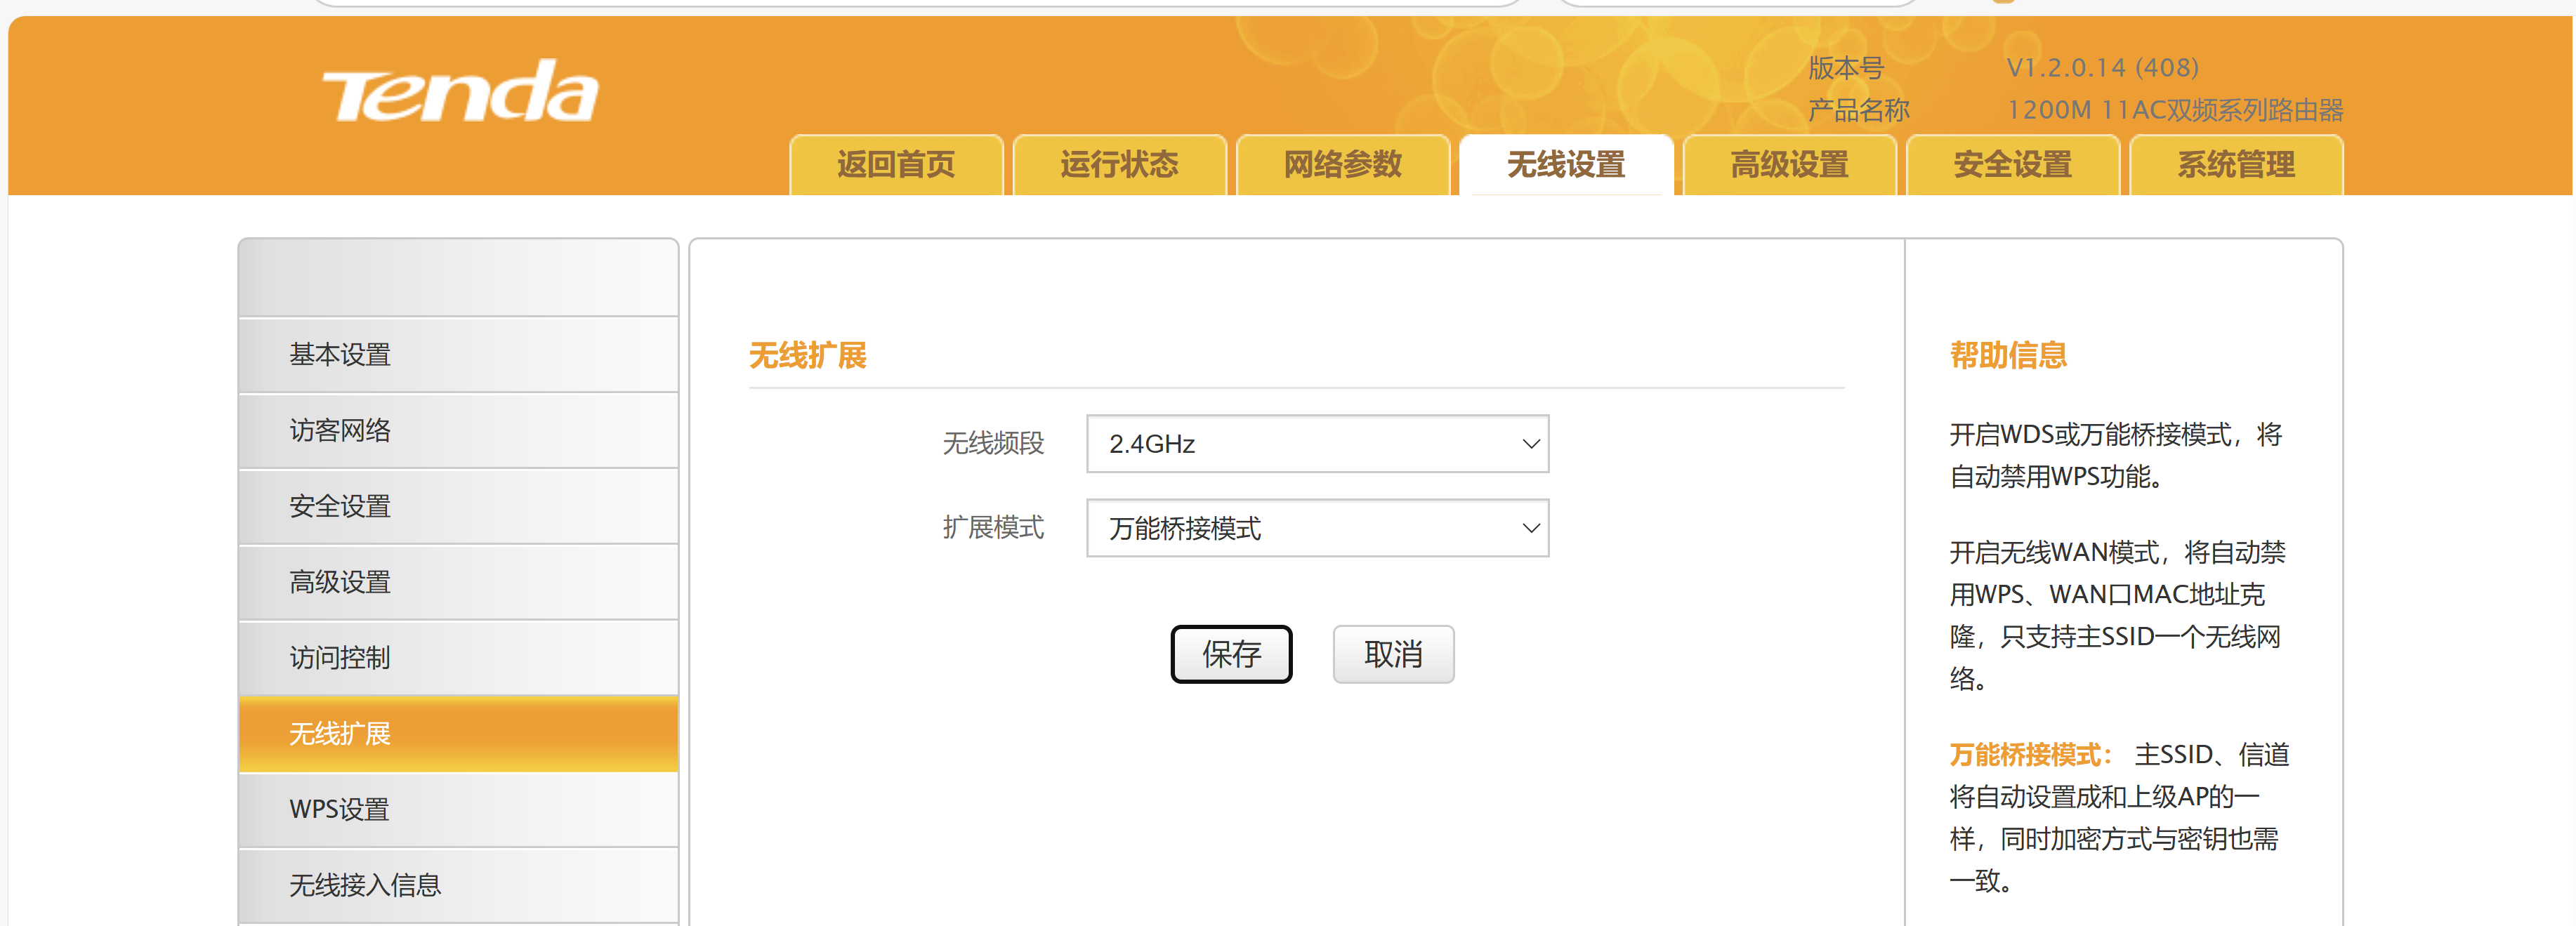 Tenda
版本号 V1.2.0.14 (408)
产品名称 1200M 11AC双频系列路由器
返回首页 运行状态 网络参数 无线设置 高级设置 安全设置 系统管理
基本设置
访客网络
安全设置
高级设置
访问控制
无线扩展
WPS设置
无线接入信息
无线扩展
无线频段 2.4GHz
扩展模式 万能桥接模式
保存 取消
帮助信息
开启WDS或万能桥接模式，将
自动禁用WPS功能。
开启无线WAN模式，将自动禁
用WPS、WAN口MAC地址克
隆，只支持主SSID一个无线网
络。
万能桥接模式： 主SSID、信道
将自动设置成和上级AP的一
样，同时加密方式与密钥也需
一致。